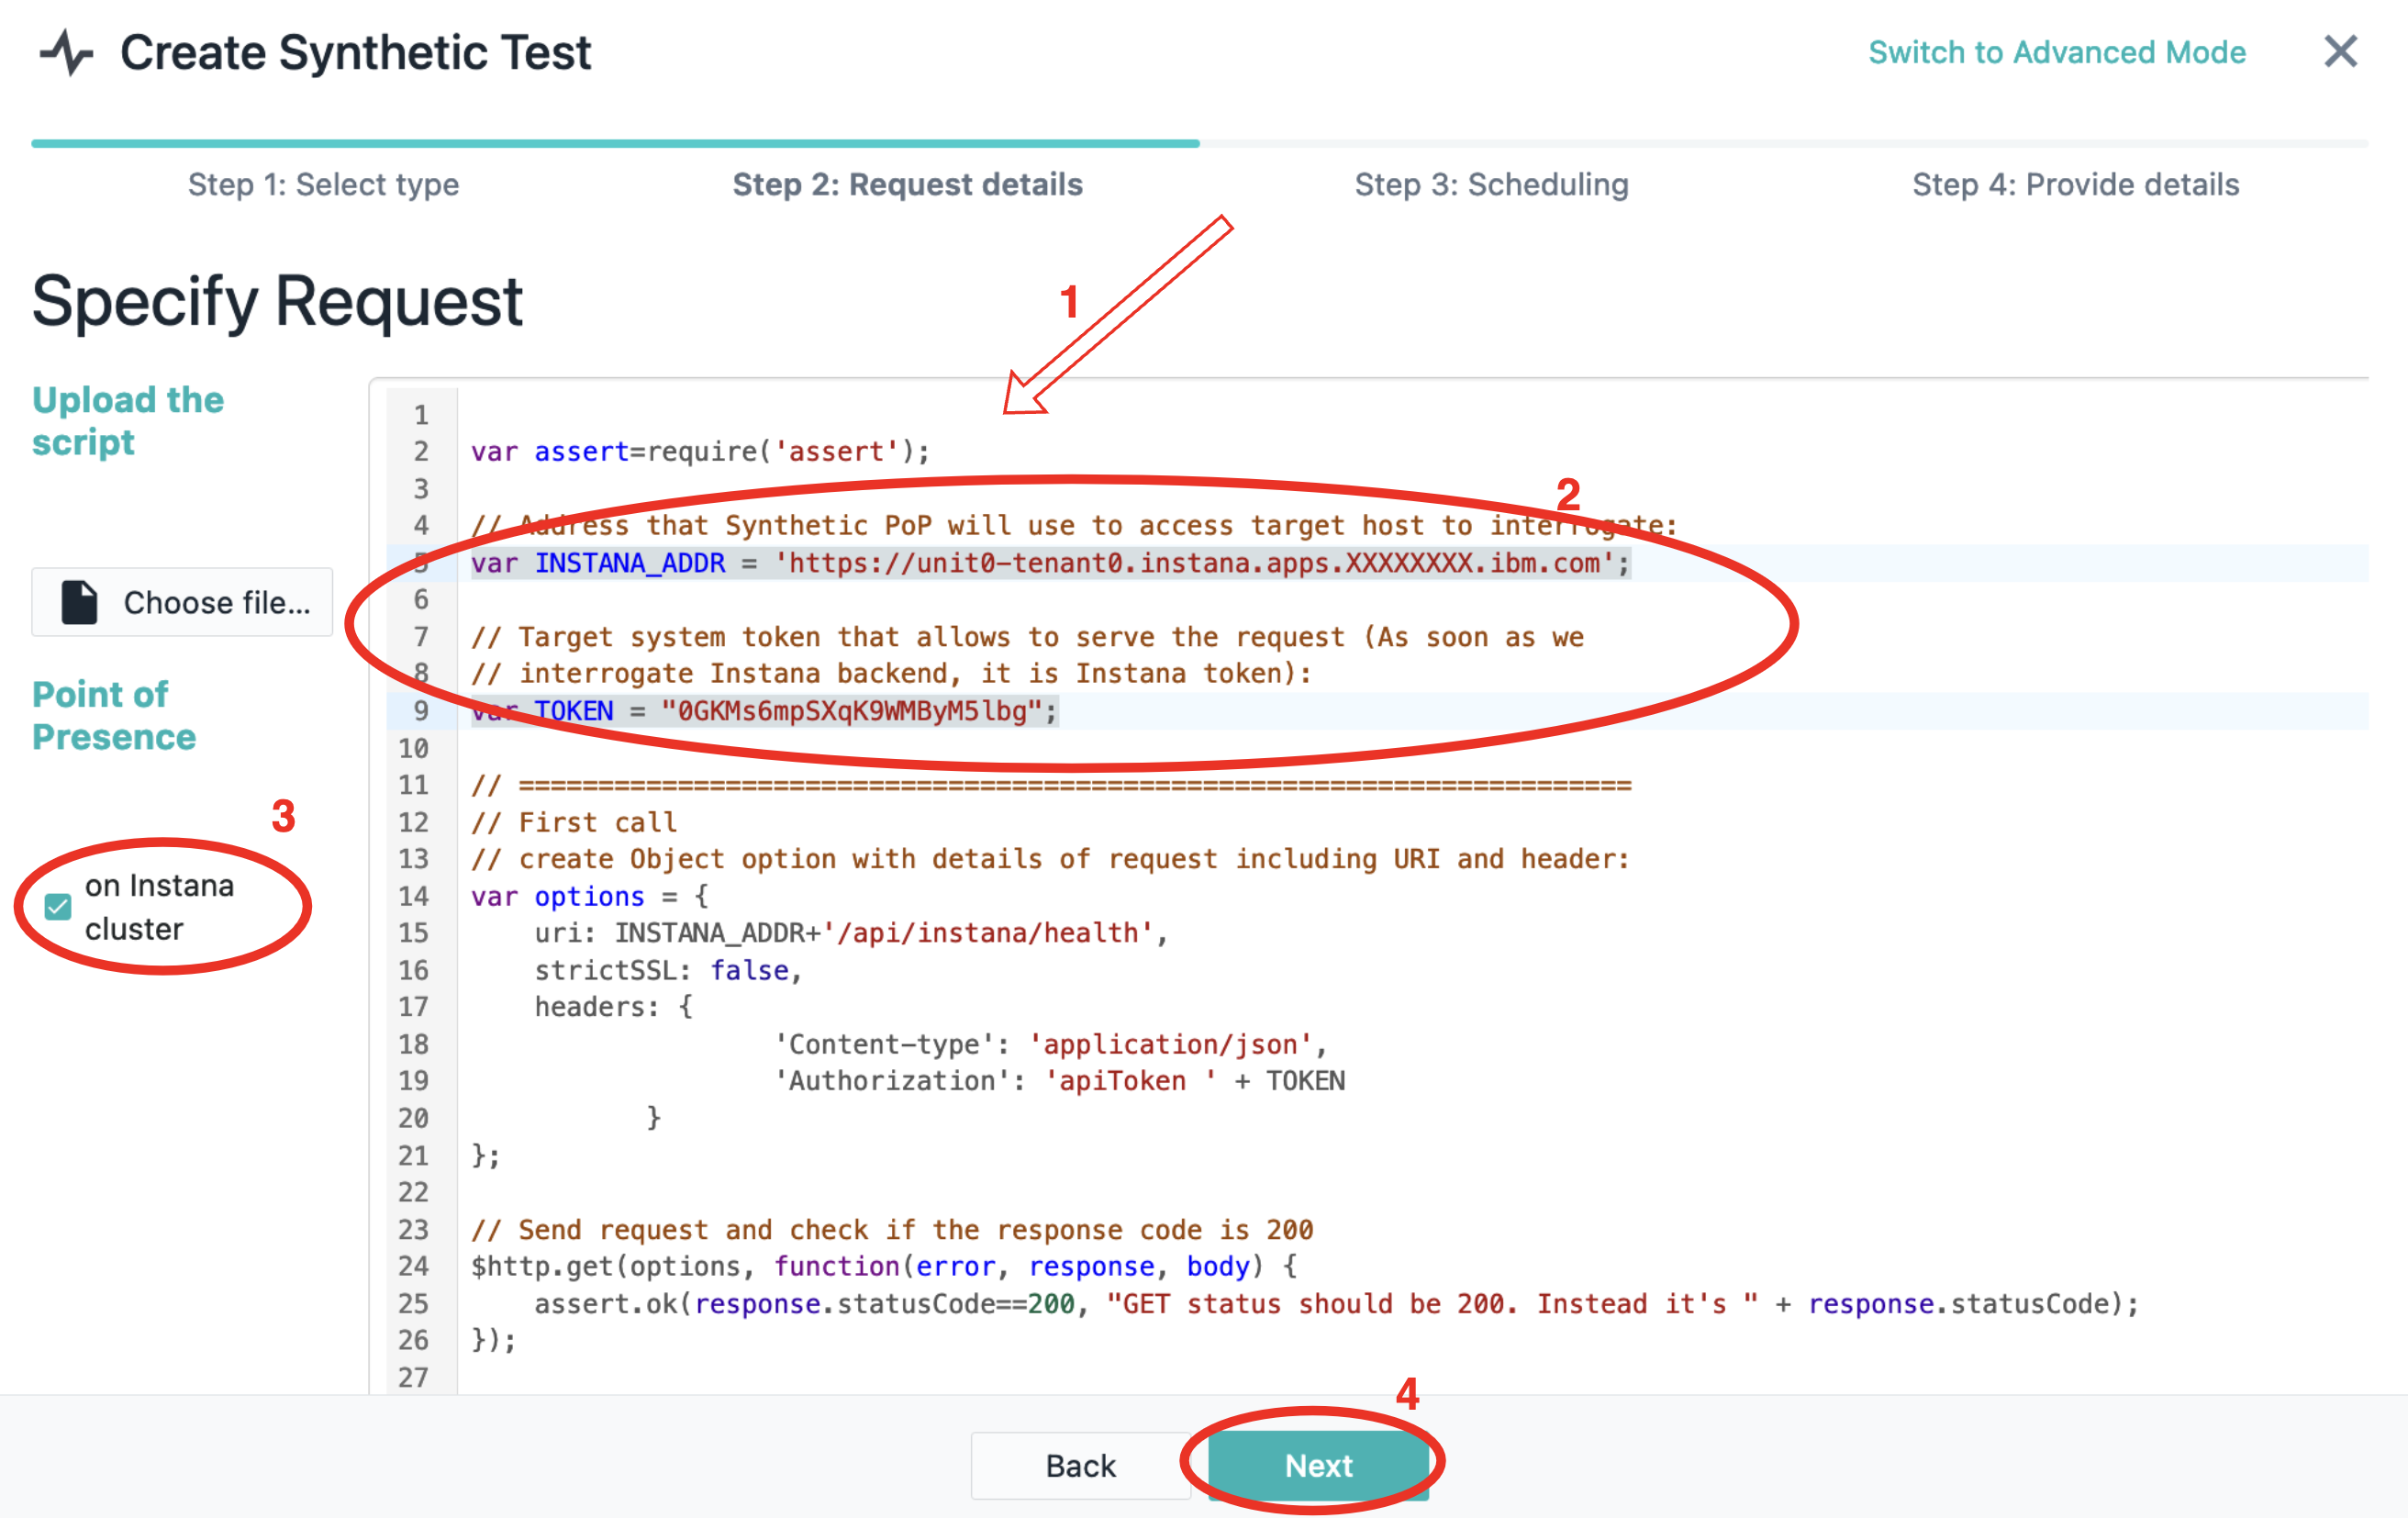 Create Synthetic Test
Switch to Advanced Mode
Step 1: Select type
Step 2: Request details
Step 3: Scheduling
Step 4: Provide details
Specify Request
1
Upload the
script
Choose file...
Point of
Presence
3
on Instana
cluster
2
1
2 var assert=require('assert');
3
4 // Address that Synthetic PoP will use to access target host to interrogate:
5 var INSTANA_ADDR = 'https://unit0-tenant0.instana.apps.XXXXXXXX.ibm.com';
6
7 // Target system token that allows to serve the request (As soon as we
8 // interrogate Instana backend, it is Instana token):
9 var TOKEN = "0GKMs6mpSXqK9WMByM5lbg";
10
11 // ======================================================================
12 // First call
13 // create Object option with details of request including URI and header:
14 var options = {
15     uri: INSTANA_ADDR+'/api/instana/health',
16     strictSSL: false,
17     headers: {
18                    'Content-type': 'application/json',
19                    'Authorization': 'apiToken ' + TOKEN
20            }
21 };
22
23 // Send request and check if the response code is 200
24 $http.get(options, function(error, response, body) {
25     assert.ok(response.statusCode==200, "GET status should be 200. Instead it's " + response.statusCode);
26 });
27
4
Back
Next